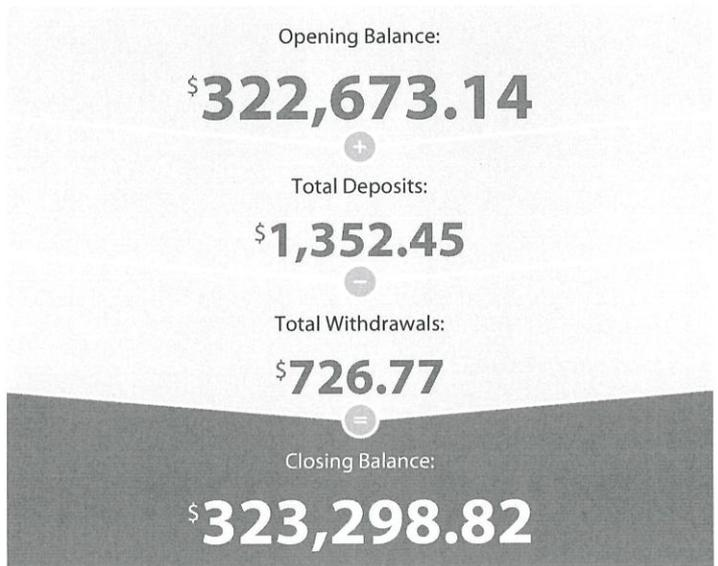 Opening Balance:
$322,673.14
+
Total Deposits:
$1,352.45
−
Total Withdrawals:
$726.77
=
Closing Balance:
$323,298.82